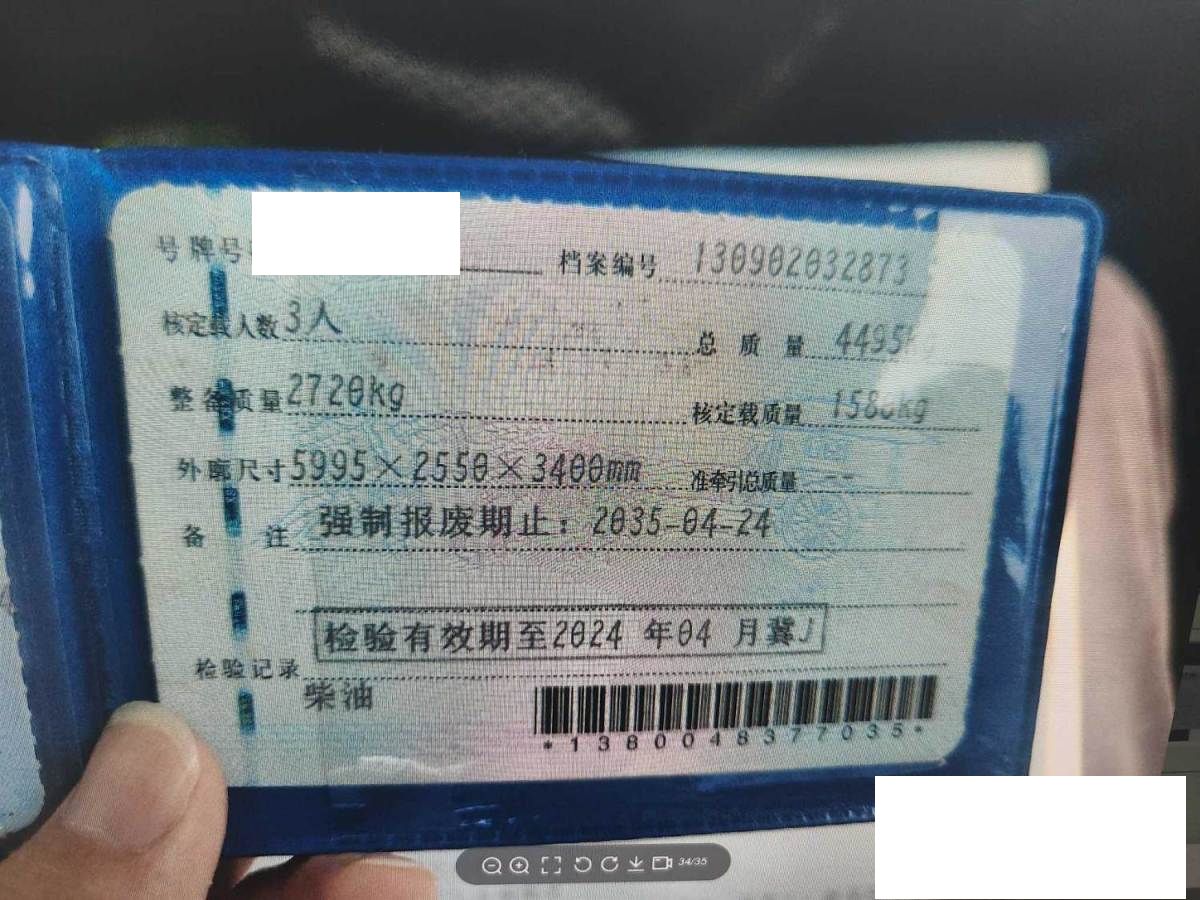 号牌号 档案编号 130902032873
核定载人数 3人 总质量 4495
整备质量 2720kg 核定载质量 1580kg
外廓尺寸 5995×2550×3400mm 准牵引总质量 --
备注 强制报废期止：2035-04-24
检验有效期至2024 年04 月冀J
检验记录
柴油
*1380048377035*
34/35